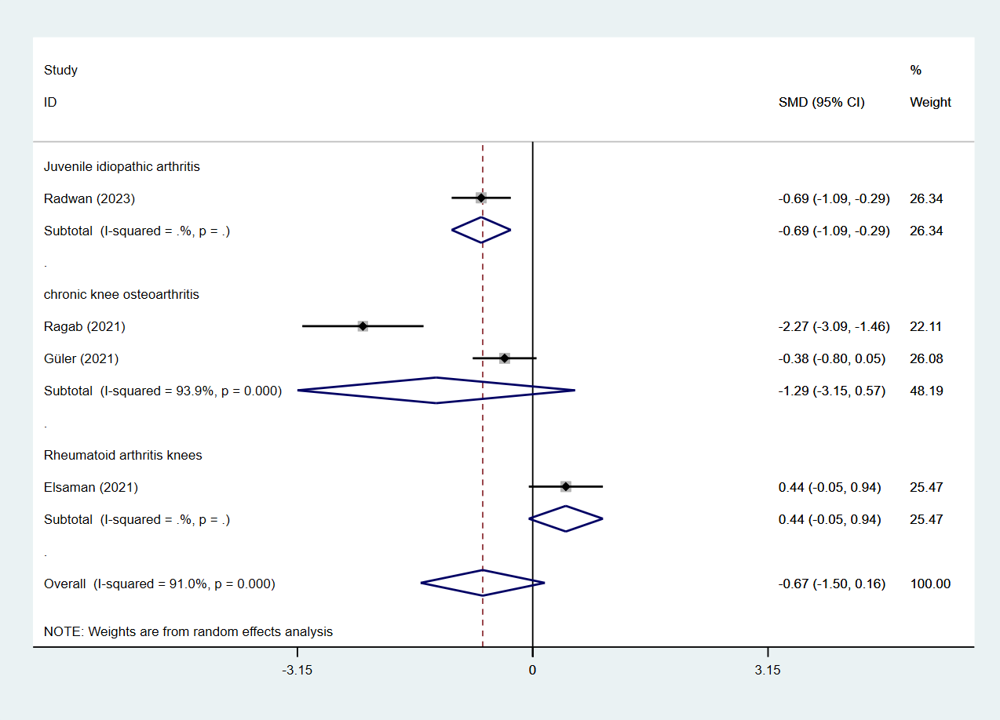 Study %
ID SMD (95% CI) Weight
Juvenile idiopathic arthritis
Radwan (2023) -0.69 (-1.09, -0.29) 26.34
Subtotal (I-squared = .%, p = .) -0.69 (-1.09, -0.29) 26.34
.
chronic knee osteoarthritis
Ragab (2021) -2.27 (-3.09, -1.46) 22.11
Güler (2021) -0.38 (-0.80, 0.05) 26.08
Subtotal (I-squared = 93.9%, p = 0.000) -1.29 (-3.15, 0.57) 48.19
.
Rheumatoid arthritis knees
Elsaman (2021) 0.44 (-0.05, 0.94) 25.47
Subtotal (I-squared = .%, p = .) 0.44 (-0.05, 0.94) 25.47
.
Overall (I-squared = 91.0%, p = 0.000) -0.67 (-1.50, 0.16) 100.00
NOTE: Weights are from random effects analysis
-3.15 0 3.15